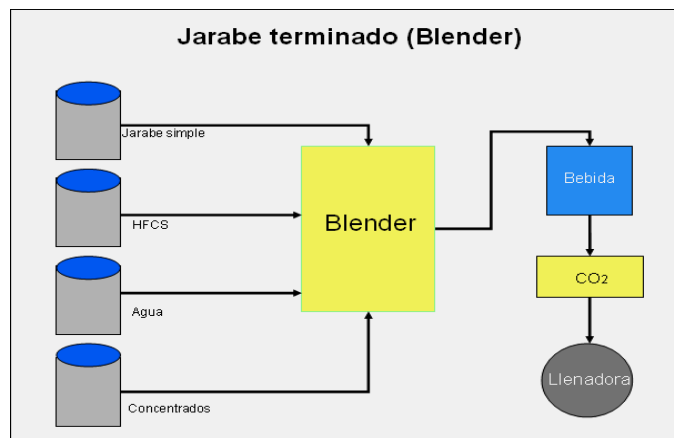 Jarabe terminado (Blender)
Jarabe simple
HFCS
Agua
Concentrados
Blender
Bebida
CO2
Llenadora